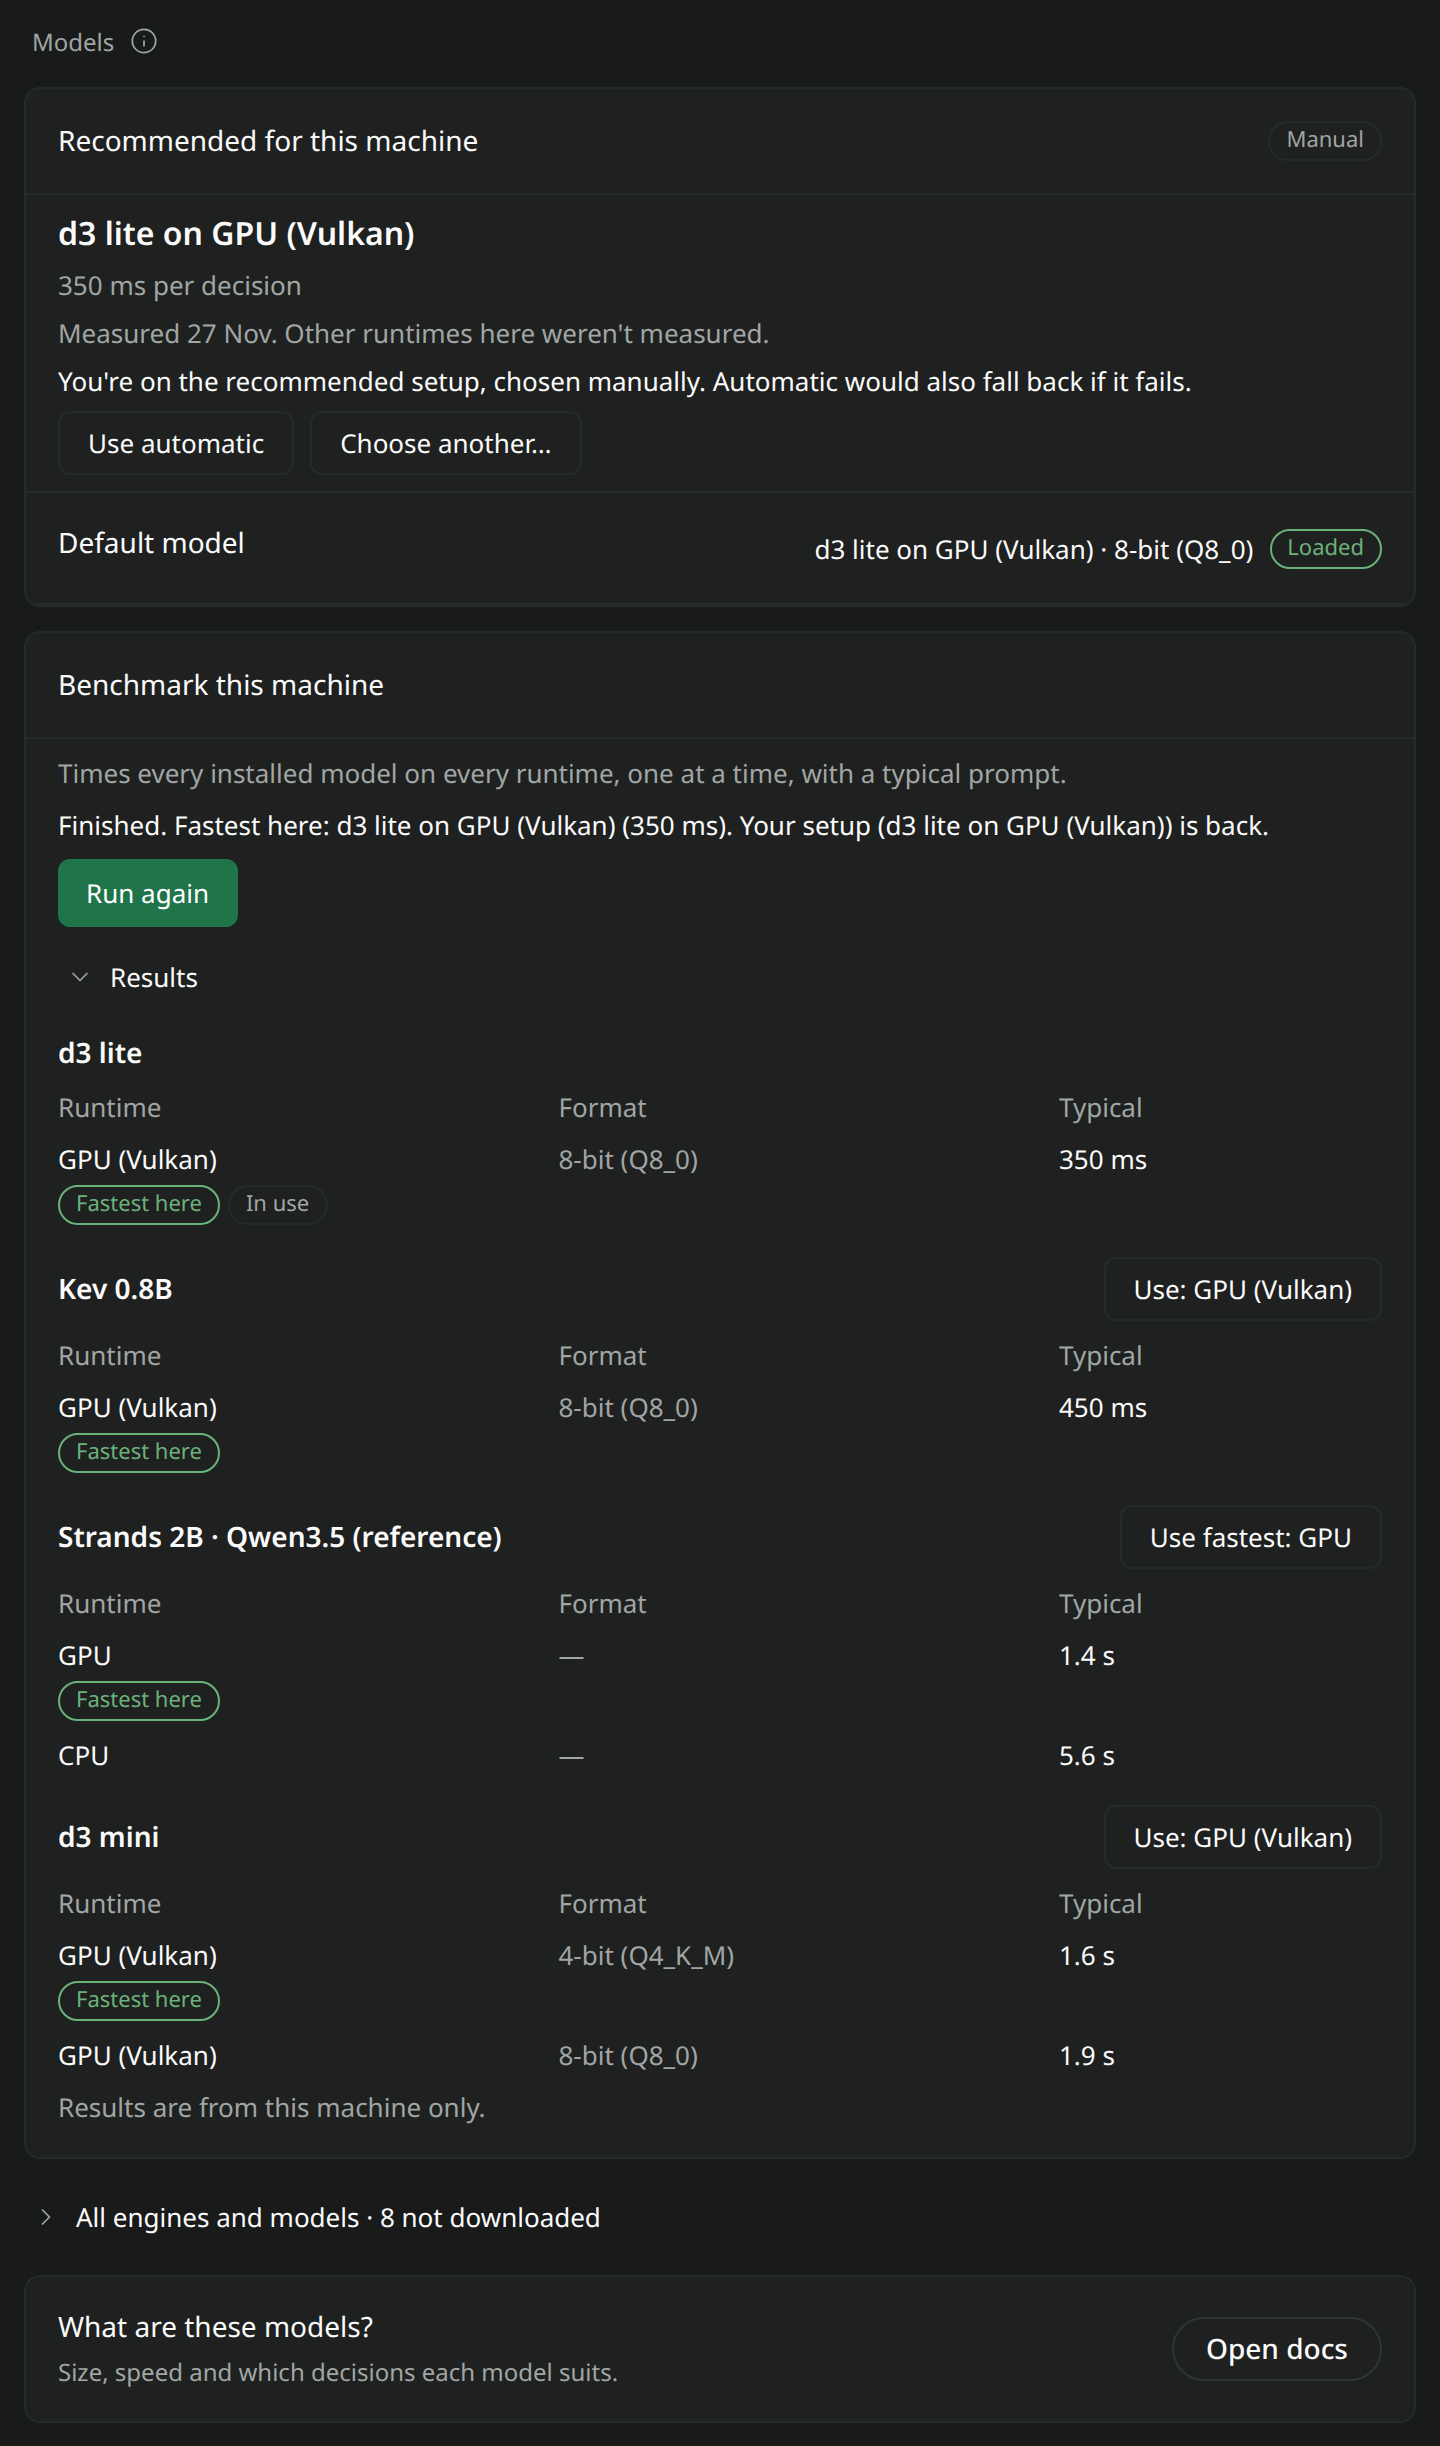 Models
Recommended for this machine
Manual
d3 lite on GPU (Vulkan)
350 ms per decision
Measured 27 Nov. Other runtimes here weren't measured.
You're on the recommended setup, chosen manually. Automatic would also fall back if it fails.
Use automatic
Choose another...
Default model
d3 lite on GPU (Vulkan) · 8-bit (Q8_0)
Loaded
Benchmark this machine
Times every installed model on every runtime, one at a time, with a typical prompt.
Finished. Fastest here: d3 lite on GPU (Vulkan) (350 ms). Your setup (d3 lite on GPU (Vulkan)) is back.
Run again
Results
d3 lite
Runtime Format Typical
GPU (Vulkan) 8-bit (Q8_0) 350 ms
Fastest here In use
Kev 0.8B
Use: GPU (Vulkan)
Runtime Format Typical
GPU (Vulkan) 8-bit (Q8_0) 450 ms
Fastest here
Strands 2B · Qwen3.5 (reference)
Use fastest: GPU
Runtime Format Typical
GPU — 1.4 s
Fastest here
CPU — 5.6 s
d3 mini
Use: GPU (Vulkan)
Runtime Format Typical
GPU (Vulkan) 4-bit (Q4_K_M) 1.6 s
Fastest here
GPU (Vulkan) 8-bit (Q8_0) 1.9 s
Results are from this machine only.
All engines and models · 8 not downloaded
What are these models?
Size, speed and which decisions each model suits.
Open docs